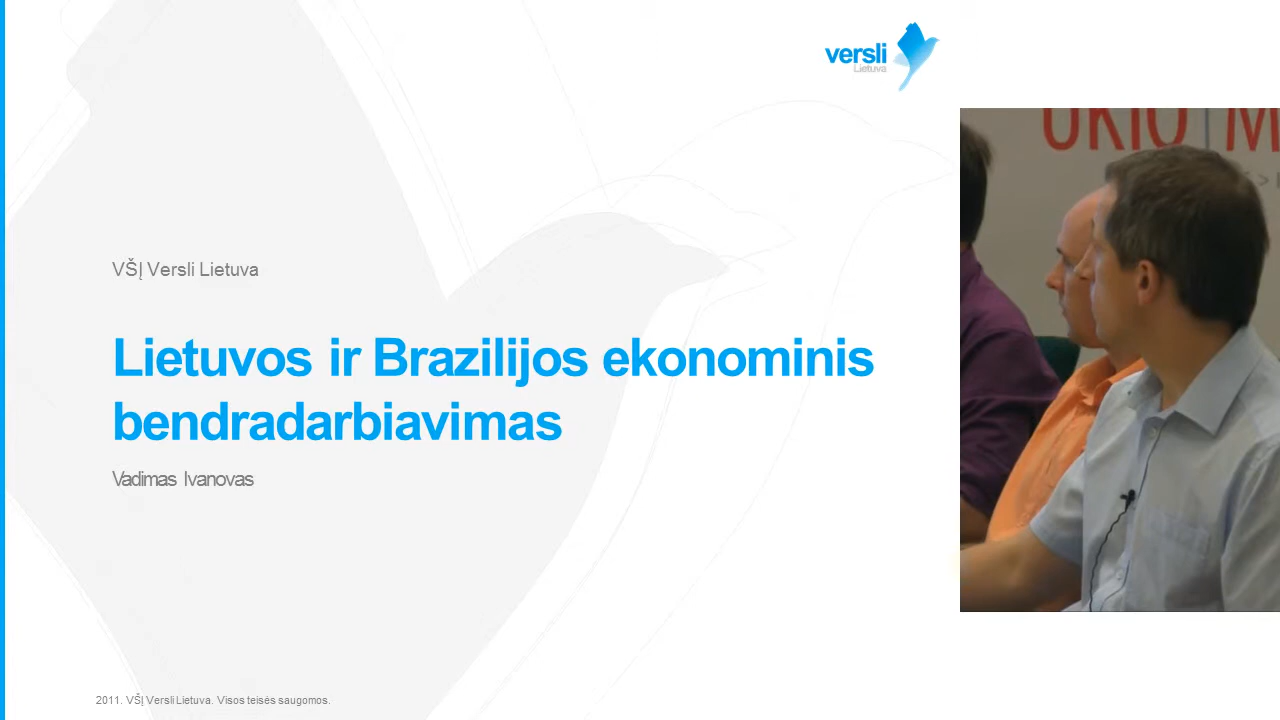 versli
Lietuva
ŪKIO | M
VŠĮ Versli Lietuva
Lietuvos ir Brazilijos ekonominis
bendradarbiavimas
Vadimas Ivanovas
2011. VŠĮ Versli Lietuva. Visos teisės saugomos.